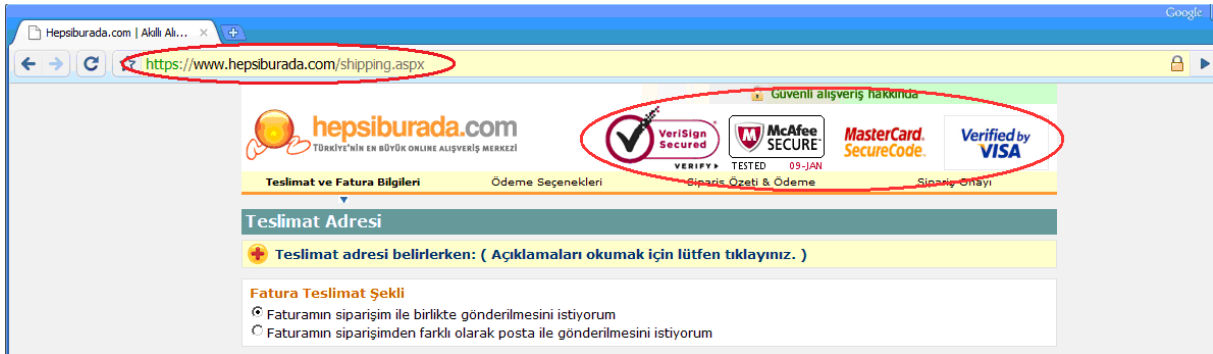 Google
Hepsiburada.com | Akıllı Alı...
https://www.hepsiburada.com/shipping.aspx
Güvenli alışveriş hakkında
hepsiburada.com
TÜRKİYE'NİN EN BÜYÜK ONLINE ALIŞVERİŞ MERKEZİ
VeriSign
Secured
VERIFY
McAfee
SECURE
TESTED 09-JAN
MasterCard.
SecureCode.
Verified by
VISA
Teslimat ve Fatura Bilgileri Ödeme Seçenekleri Sipariş Özeti & Ödeme Sipariş Onayı
Teslimat Adresi
Teslimat adresi belirlerken: ( Açıklamaları okumak için lütfen tıklayınız. )
Fatura Teslimat Şekli
Faturamın siparişim ile birlikte gönderilmesini istiyorum
Faturamın siparişimden farklı olarak posta ile gönderilmesini istiyorum